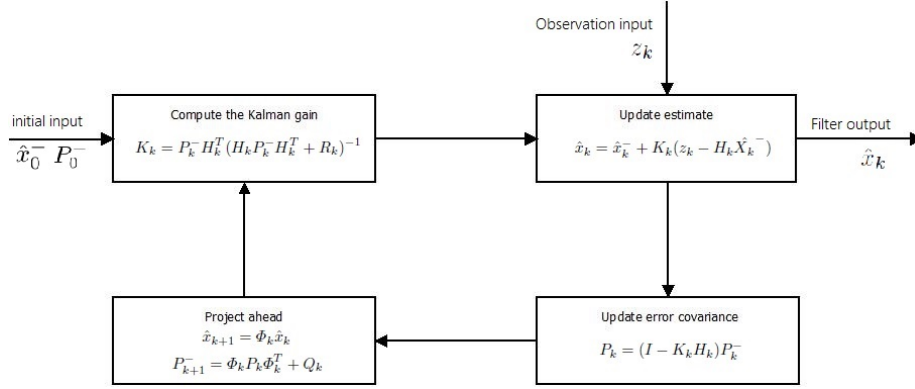 Observation input
z_k
initial input
x̂_0^- P_0^-
Compute the Kalman gain
K_k = P_k^- H_k^T (H_k P_k^- H_k^T + R_k)^{-1}
Update estimate
x̂_k = x̂_k^- + K_k(z_k − H_k X̂_k^-)
Filter output
x̂_k
Project ahead
x̂_{k+1} = Φ_k x̂_k
P_{k+1}^- = Φ_k P_k Φ_k^T + Q_k
Update error covariance
P_k = (I − K_k H_k)P_k^-